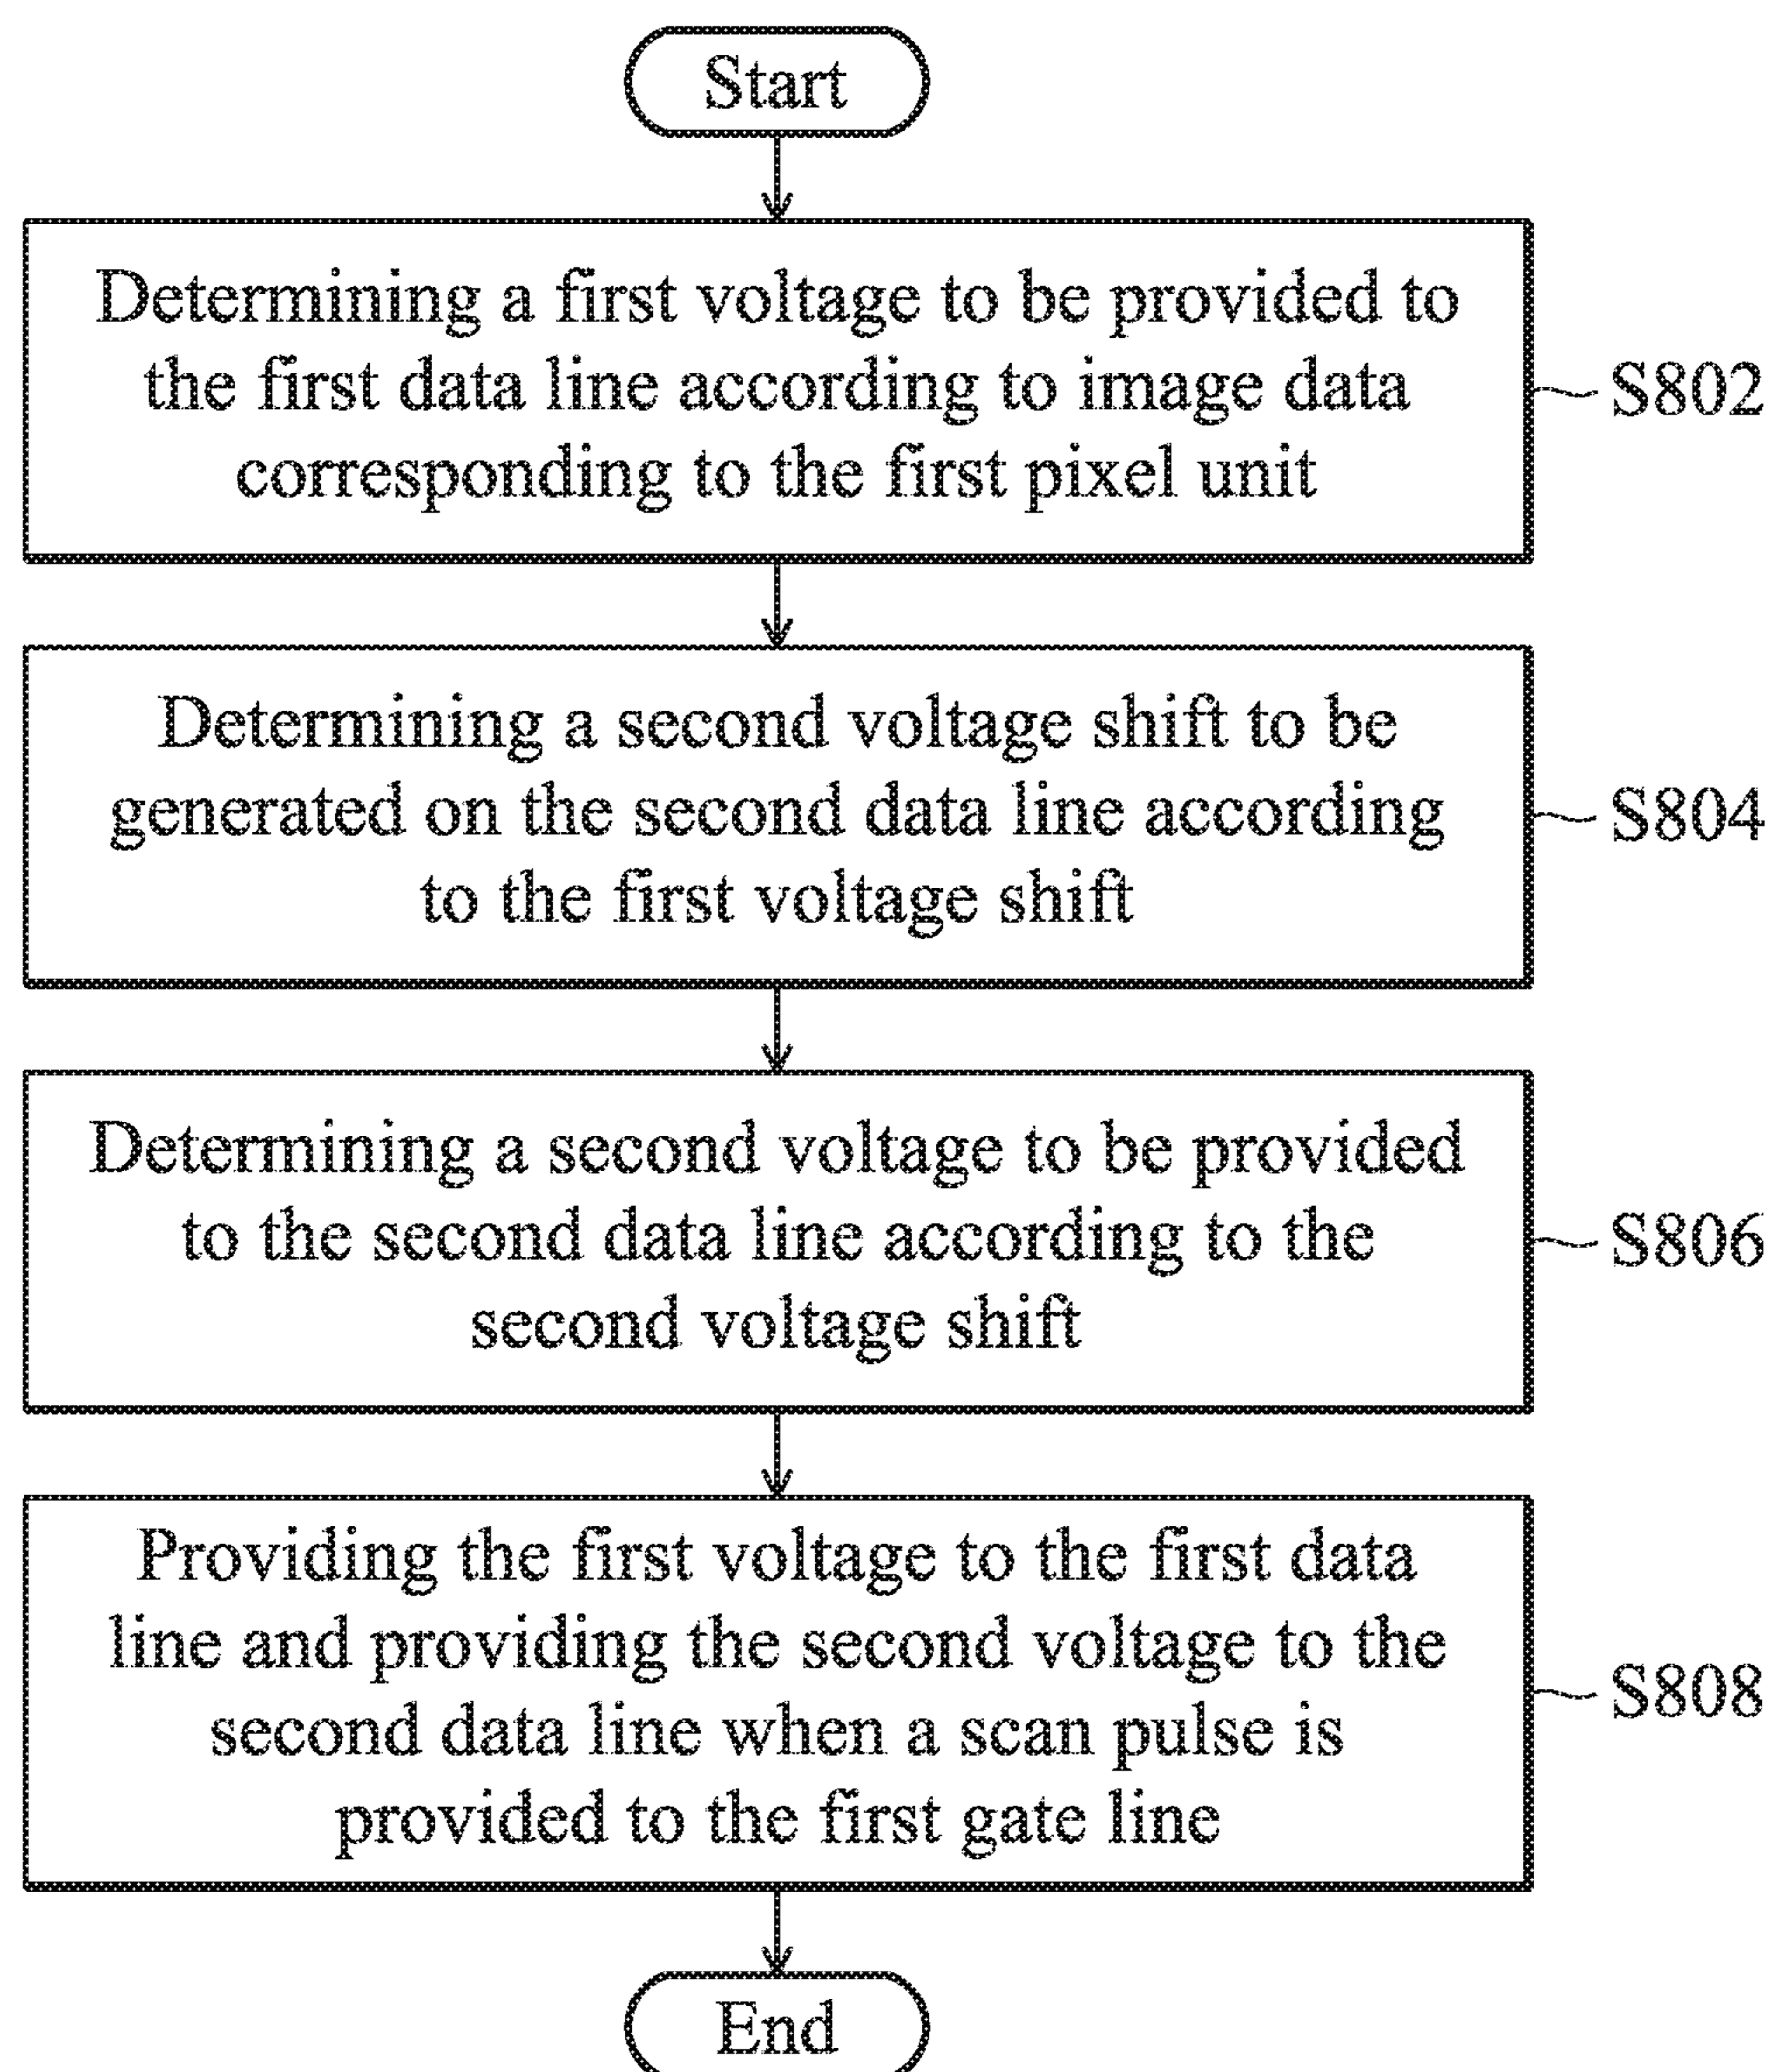 Start
Determining a first voltage to be provided to
the first data line according to image data
corresponding to the first pixel unit
S802
Determining a second voltage shift to be
generated on the second data line according
to the first voltage shift
S804
Determining a second voltage to be provided
to the second data line according to the
second voltage shift
S806
Providing the first voltage to the first data
line and providing the second voltage to the
second data line when a scan pulse is
provided to the first gate line
S808
End